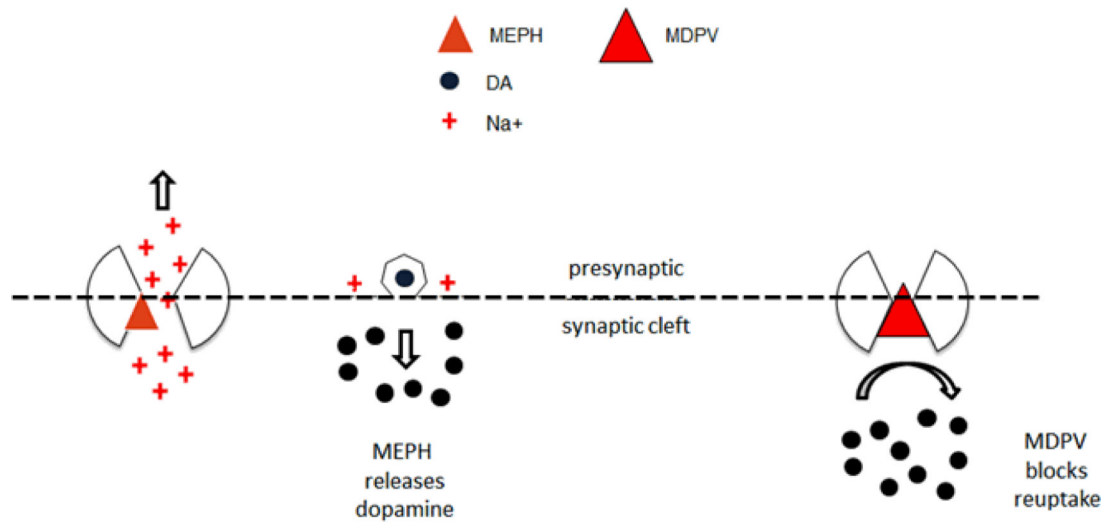 MEPH
MDPV
DA
Na+
presynaptic
synaptic cleft
MEPH
releases
dopamine
MDPV
blocks
reuptake